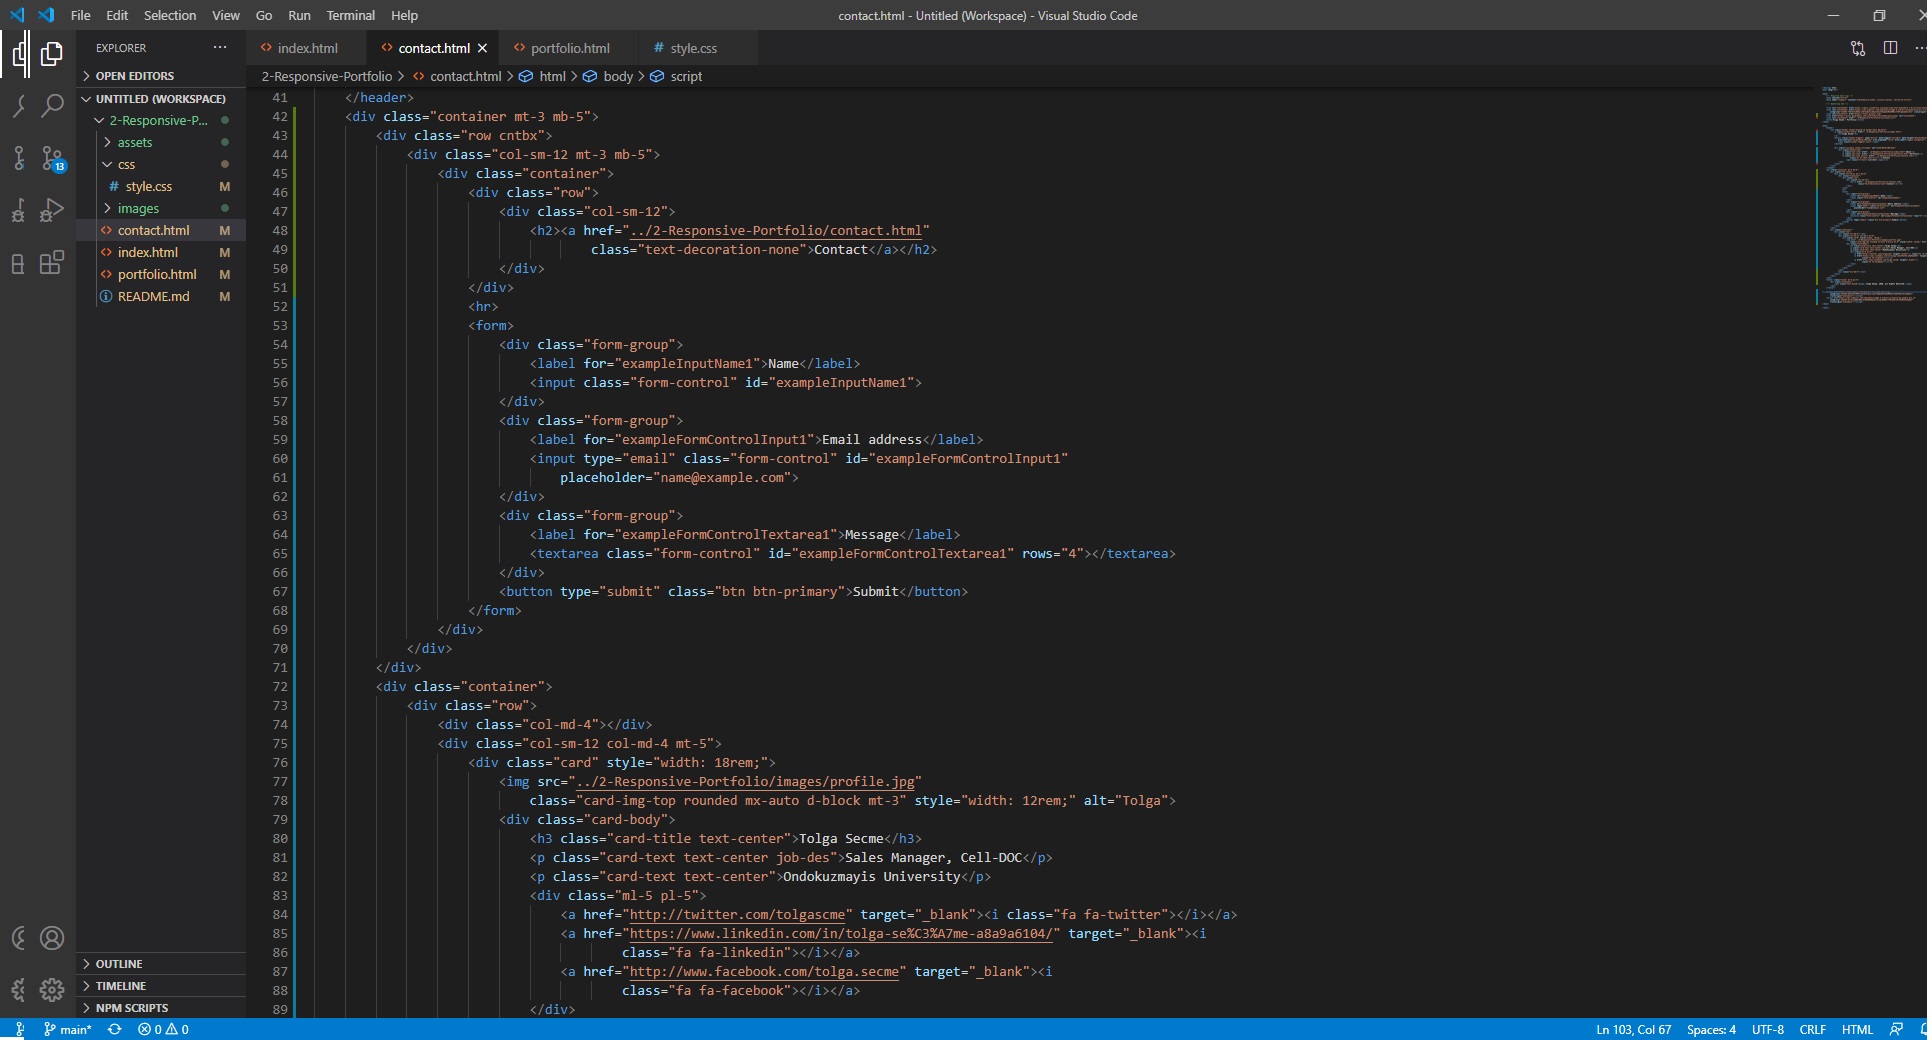 File Edit Selection View Go Run Terminal Help
contact.html - Untitled (Workspace) - Visual Studio Code
EXPLORER
index.html
contact.html
portfolio.html
# style.css
OPEN EDITORS
UNTITLED (WORKSPACE)
2-Responsive-P...
assets
css
# style.css M
images
contact.html M
index.html M
portfolio.html M
README.md M
13
OUTLINE
TIMELINE
NPM SCRIPTS
2-Responsive-Portfolio > contact.html > html > body > script
41 </header>
42 <div class="container mt-3 mb-5">
43 <div class="row cntbx">
44 <div class="col-sm-12 mt-3 mb-5">
45 <div class="container">
46 <div class="row">
47 <div class="col-sm-12">
48 <h2><a href="../2-Responsive-Portfolio/contact.html"
49 class="text-decoration-none">Contact</a></h2>
50 </div>
51 </div>
52 <hr>
53 <form>
54 <div class="form-group">
55 <label for="exampleInputName1">Name</label>
56 <input class="form-control" id="exampleInputName1">
57 </div>
58 <div class="form-group">
59 <label for="exampleFormControlInput1">Email address</label>
60 <input type="email" class="form-control" id="exampleFormControlInput1"
61 placeholder="name@example.com">
62 </div>
63 <div class="form-group">
64 <label for="exampleFormControlTextarea1">Message</label>
65 <textarea class="form-control" id="exampleFormControlTextarea1" rows="4"></textarea>
66 </div>
67 <button type="submit" class="btn btn-primary">Submit</button>
68 </form>
69 </div>
70 </div>
71 </div>
72 <div class="container">
73 <div class="row">
74 <div class="col-md-4"></div>
75 <div class="col-sm-12 col-md-4 mt-5">
76 <div class="card" style="width: 18rem;">
77 <img src="../2-Responsive-Portfolio/images/profile.jpg"
78 class="card-img-top rounded mx-auto d-block mt-3" style="width: 12rem;" alt="Tolga">
79 <div class="card-body">
80 <h3 class="card-title text-center">Tolga Secme</h3>
81 <p class="card-text text-center job-des">Sales Manager, Cell-DOC</p>
82 <p class="card-text text-center">Ondokuzmayis University</p>
83 <div class="ml-5 pl-5">
84 <a href="http://twitter.com/tolgascme" target="_blank"><i class="fa fa-twitter"></i></a>
85 <a href="https://www.linkedin.com/in/tolga-se%C3%A7me-a8a9a6104/" target="_blank"><i
86 class="fa fa-linkedin"></i></a>
87 <a href="http://www.facebook.com/tolga.secme" target="_blank"><i
88 class="fa fa-facebook"></i></a>
89 </div>
main* 0 0
Ln 103, Col 67 Spaces: 4 UTF-8 CRLF HTML